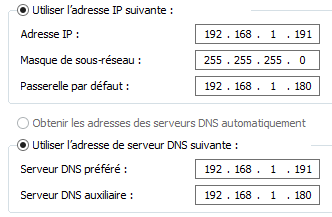 Utiliser l'adresse IP suivante :
Adresse IP : 192 . 168 . 1 . 191
Masque de sous-réseau : 255 . 255 . 255 . 0
Passerelle par défaut : 192 . 168 . 1 . 180
Obtenir les adresses des serveurs DNS automatiquement
Utiliser l'adresse de serveur DNS suivante :
Serveur DNS préféré : 192 . 168 . 1 . 191
Serveur DNS auxiliaire : 192 . 168 . 1 . 180